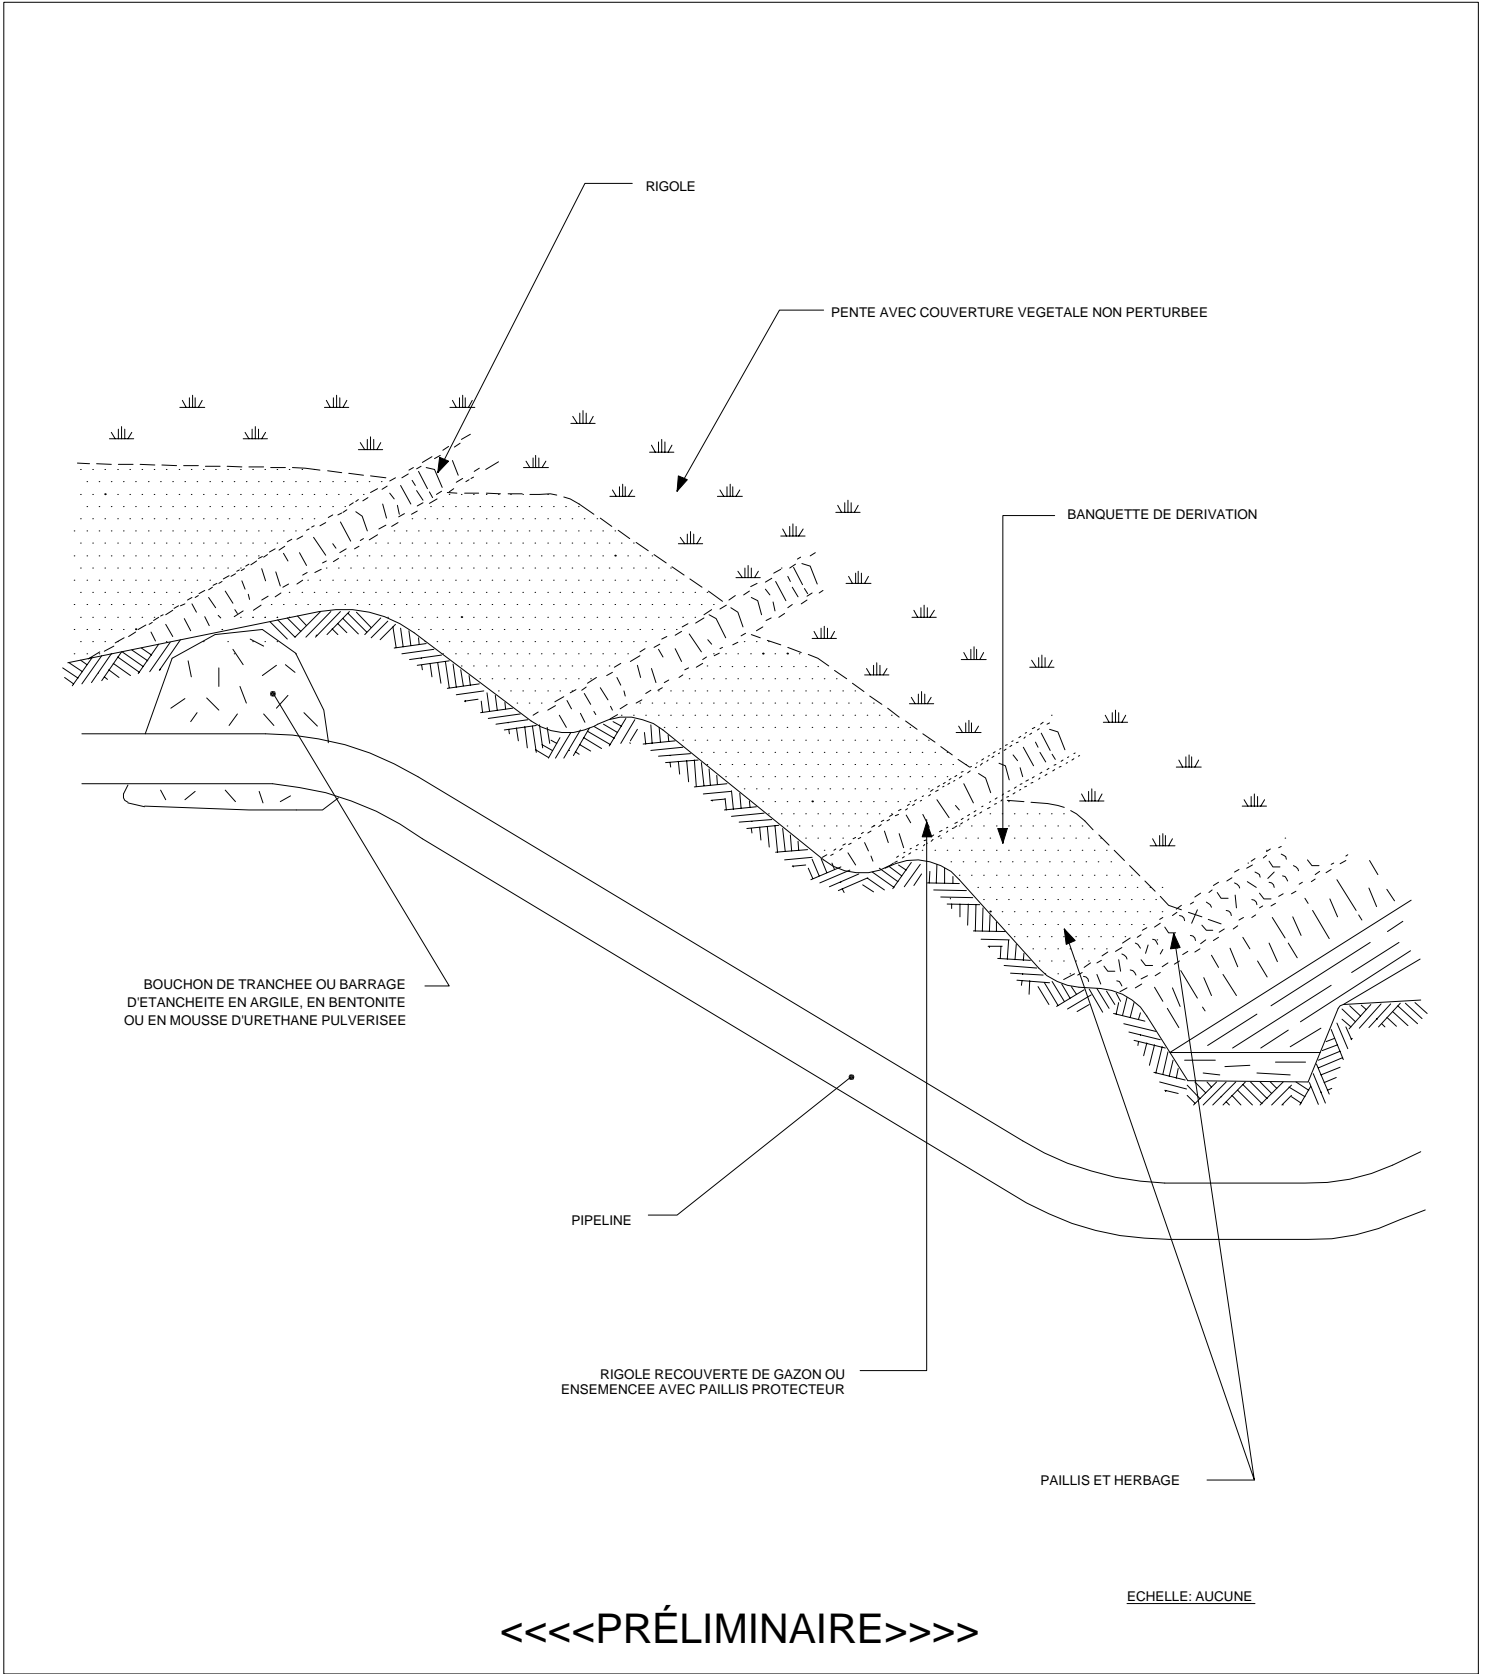 RIGOLE
PENTE AVEC COUVERTURE VEGETALE NON PERTURBEE
BANQUETTE DE DERIVATION
BOUCHON DE TRANCHEE OU BARRAGE
D'ETANCHEITE EN ARGILE, EN BENTONITE
OU EN MOUSSE D'URETHANE PULVERISEE
PIPELINE
RIGOLE RECOUVERTE DE GAZON OU
ENSEMENCEE AVEC PAILLIS PROTECTEUR
PAILLIS ET HERBAGE
ECHELLE: AUCUNE
<<<<PRÉLIMINAIRE>>>>